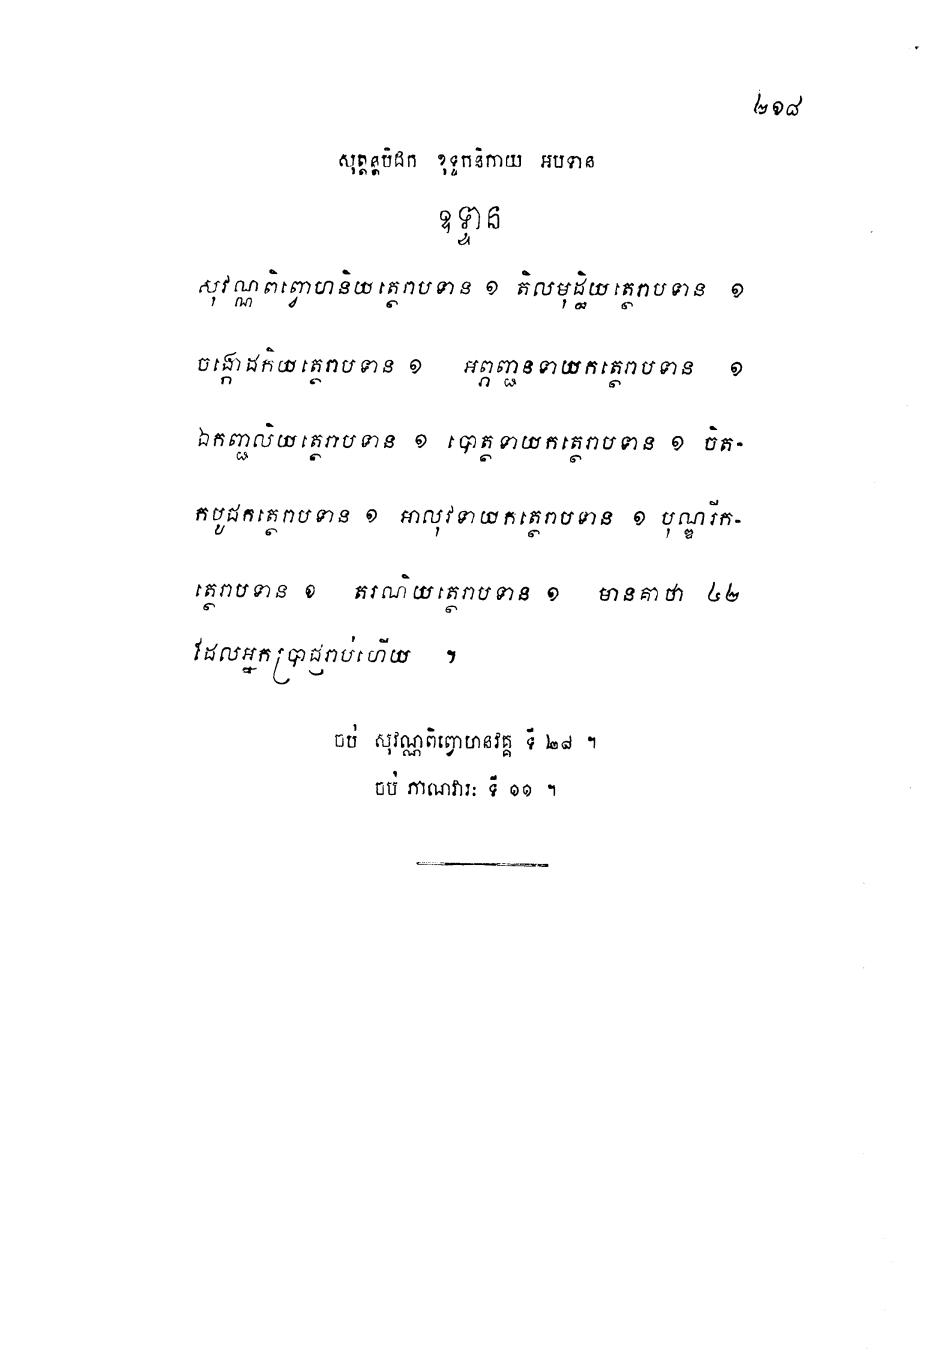 ២១៨
សុត្តន្តបិដក ខុទ្ទកនិកាយ អបទាន
ឧទ្ទាន
សុវណ្ណពិព្វោហនិយត្ថេរាបទាន ១ តិលមុដ្ឋិយត្ថេរាបទាន ១
ចង្កោដកិយត្ថេរាបទាន ១ អព្ភញ្ជនទាយកត្ថេរាបទាន ១
ឯកញ្ជលិយត្ថេរាបទាន ១ បោត្ថទាយកត្ថេរាបទាន ១ ចិត-
កបូជកត្ថេរាបទាន ១ អាលុវទាយកត្ថេរាបទាន ១ បុណ្ឌរីក-
ត្ថេរាបទាន ១ តរណិយត្ថេរាបទាន ១ មានគាថា ៤២
ដែលអ្នកប្រាជ្ញរាប់ហើយ ។
ចប់ សុវណ្ណពិព្វោហនវគ្គ ទី ២៨ ។
ចប់ ភាណវារៈ ទី ១១ ។